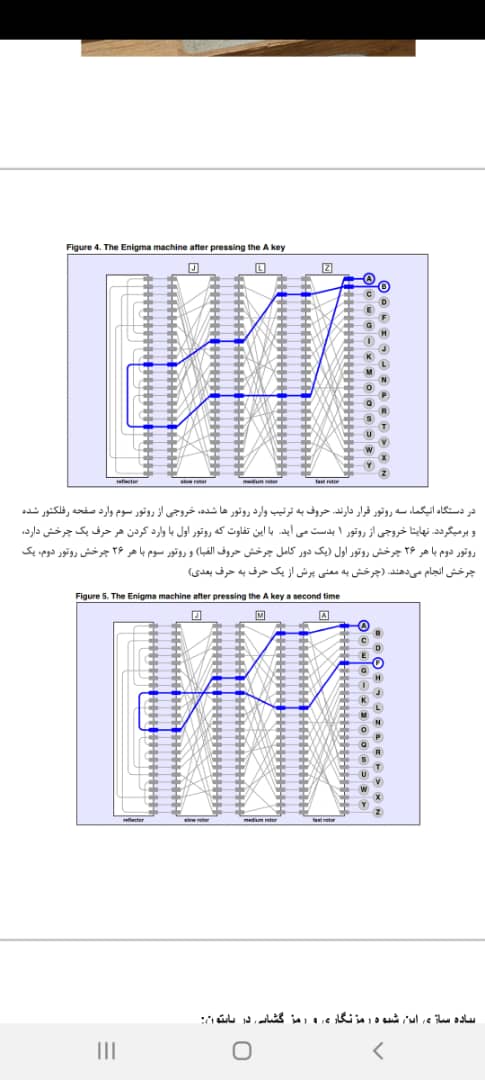 Figure 4. The Enigma machine after pressing the A key
J L Z
A
B
C
D
E
F
G
H
I
J
K
L
M
N
O
P
Q
R
S
T
U
V
W
X
Y
Z
reflector slow rotor medium rotor fast rotor
در دستگاه انیگما، سه روتور قرار دارند. حروف به ترتیب وارد روتور ها شده، خروجی از روتور سوم وارد صفحه رفلکتور شده
و برمیگردد. نهایتا خروجی از روتور ۱ بدست می آید. با این تفاوت که روتور اول با وارد کردن هر حرف یک چرخش دارد،
روتور دوم با هر ۲۶ چرخش روتور اول (یک دور کامل چرخش حروف الفبا) و روتور سوم با هر ۲۶ چرخش روتور دوم، یک
چرخش انجام می‌دهند. (چرخش به معنی پرش از یک حرف به حرف بعدی)
Figure 5. The Enigma machine after pressing the A key a second time
J M A
A
B
C
D
E
F
G
H
I
J
K
L
M
N
O
P
Q
R
S
T
U
V
W
X
Y
Z
reflector slow rotor medium rotor fast rotor
پیاده سازی این شیوه رمزنگاری و رمز گشایی در پایتون: